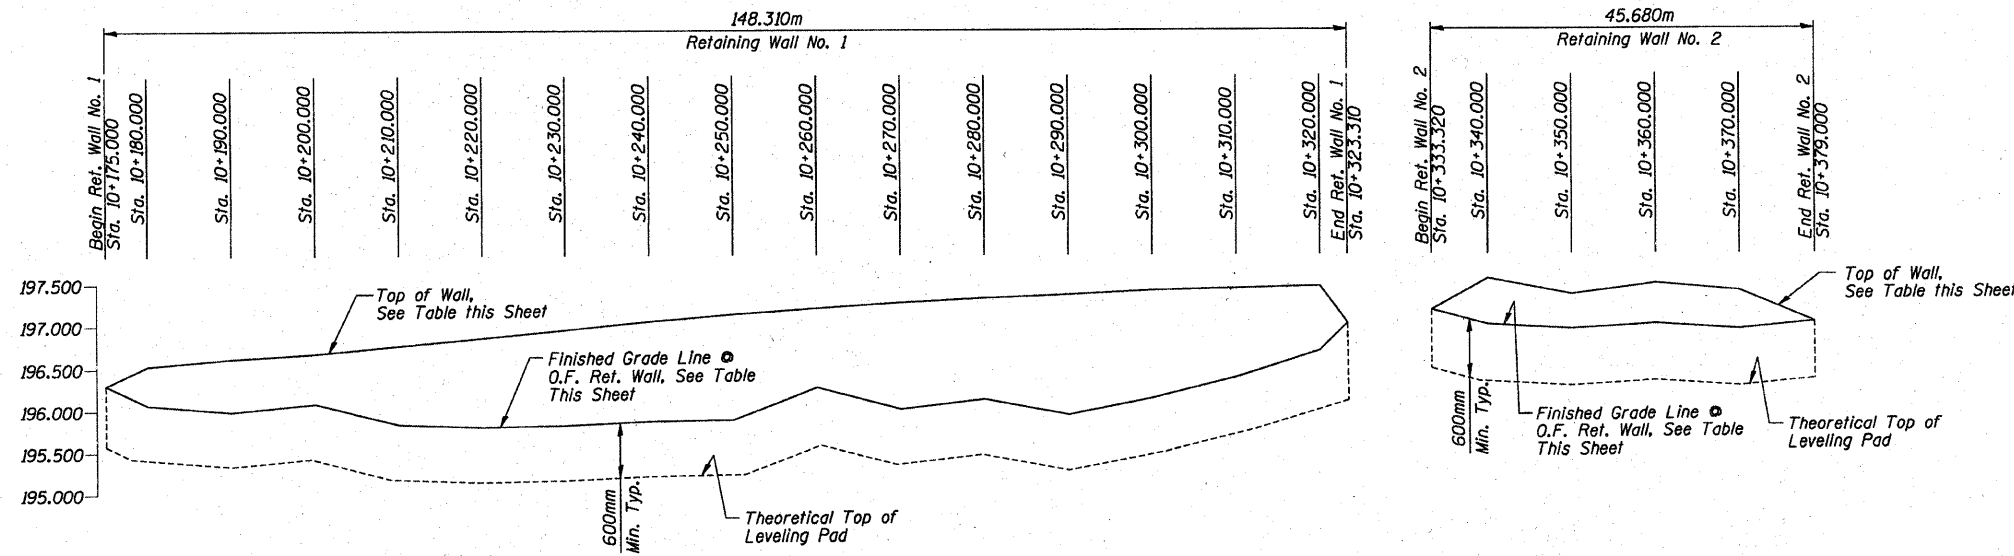 148.310m
Retaining Wall No. 1
45.680m
Retaining Wall No. 2
Begin Ret. Wall No. 1
Sta. 10+175.000
Sta. 10+180.000
Sta. 10+190.000
Sta. 10+200.000
Sta. 10+210.000
Sta. 10+220.000
Sta. 10+230.000
Sta. 10+240.000
Sta. 10+250.000
Sta. 10+260.000
Sta. 10+270.000
Sta. 10+280.000
Sta. 10+290.000
Sta. 10+300.000
Sta. 10+310.000
Sta. 10+320.000
End Ret. Wall No. 1
Sta. 10+323.310
Begin Ret. Wall No. 2
Sta. 10+333.320
Sta. 10+340.000
Sta. 10+350.000
Sta. 10+360.000
Sta. 10+370.000
End Ret. Wall No. 2
Sta. 10+379.000
197.500
197.000
196.500
196.000
195.500
195.000
Top of Wall,
See Table this Sheet
Finished Grade Line @
O.F. Ret. Wall, See Table
This Sheet
600mm
Min. Typ.
Theoretical Top of
Leveling Pad
Top of Wall,
See Table this Sheet
600mm
Min. Typ.
Finished Grade Line @
O.F. Ret. Wall, See Table
This Sheet
Theoretical Top of
Leveling Pad